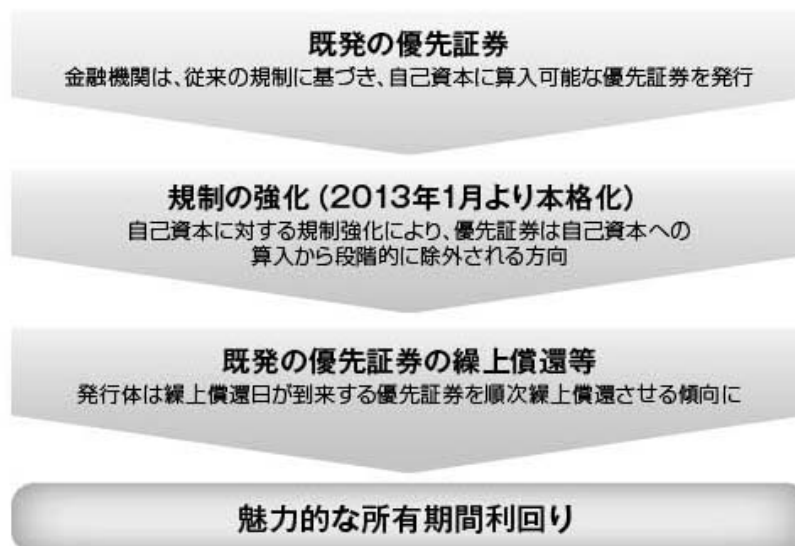 既発の優先証券
金融機関は、従来の規制に基づき、自己資本に算入可能な優先証券を発行
規制の強化（2013年1月より本格化）
自己資本に対する規制強化により、優先証券は自己資本への
算入から段階的に除外される方向
既発の優先証券の繰上償還等
発行体は繰上償還日が到来する優先証券を順次繰上償還させる傾向に
魅力的な所有期間利回り